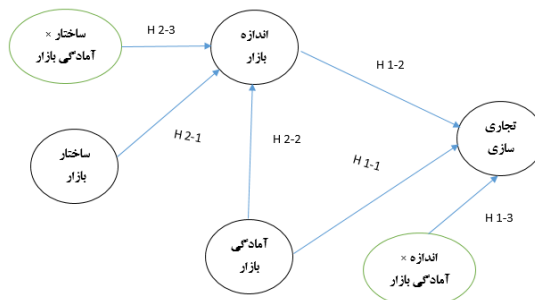 ساختار ×
آمادگی بازار
H 2-3
اندازه
بازار
H 1-2
تجاری
سازی
H 2-1
ساختار
بازار
H 2-2
H 1-1
آمادگی
بازار
H 1-3
اندازه ×
آمادگی بازار